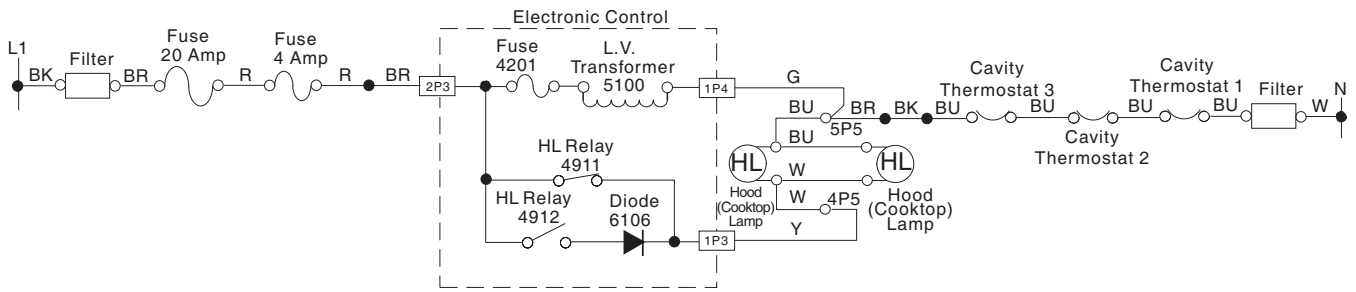 Electronic Control
L1
BK
Filter
BR
Fuse
20 Amp
R
Fuse
4 Amp
R
BR
2P3
Fuse
4201
L.V.
Transformer
5100
1P4
G
BU
5P5
BR
BK
BU
Cavity
Thermostat 3
BU
Cavity
Thermostat 2
BU
Cavity
Thermostat 1
BU
Filter
W
N
HL Relay
4911
HL Relay
4912
Diode
6106
1P3
BU
HL
HL
W
Hood
(Cooktop)
Lamp
W
4P5
Hood
(Cooktop)
Lamp
Y